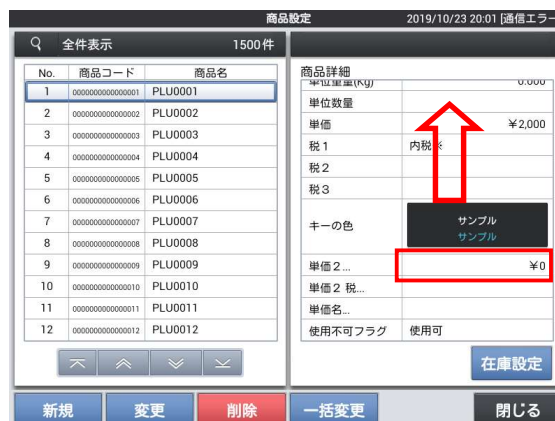 商品設定
2019/10/23 20:01 [通信エラー
全件表示 1500件
No. 商品コード 商品名
1 0000000000000001 PLU0001
2 0000000000000002 PLU0002
3 0000000000000003 PLU0003
4 0000000000000004 PLU0004
5 0000000000000005 PLU0005
6 0000000000000006 PLU0006
7 0000000000000007 PLU0007
8 0000000000000008 PLU0008
9 0000000000000009 PLU0009
10 0000000000000010 PLU0010
11 0000000000000011 PLU0011
12 0000000000000012 PLU0012
商品詳細
単位重量(Kg) 0.000
単位数量
単価 ¥2,000
税1 内税※
税2
税3
キーの色 サンプル
サンプル
単価2... ¥0
単価2 税...
単価名...
使用不可フラグ 使用可
在庫設定
新規 変更 削除 一括変更 閉じる